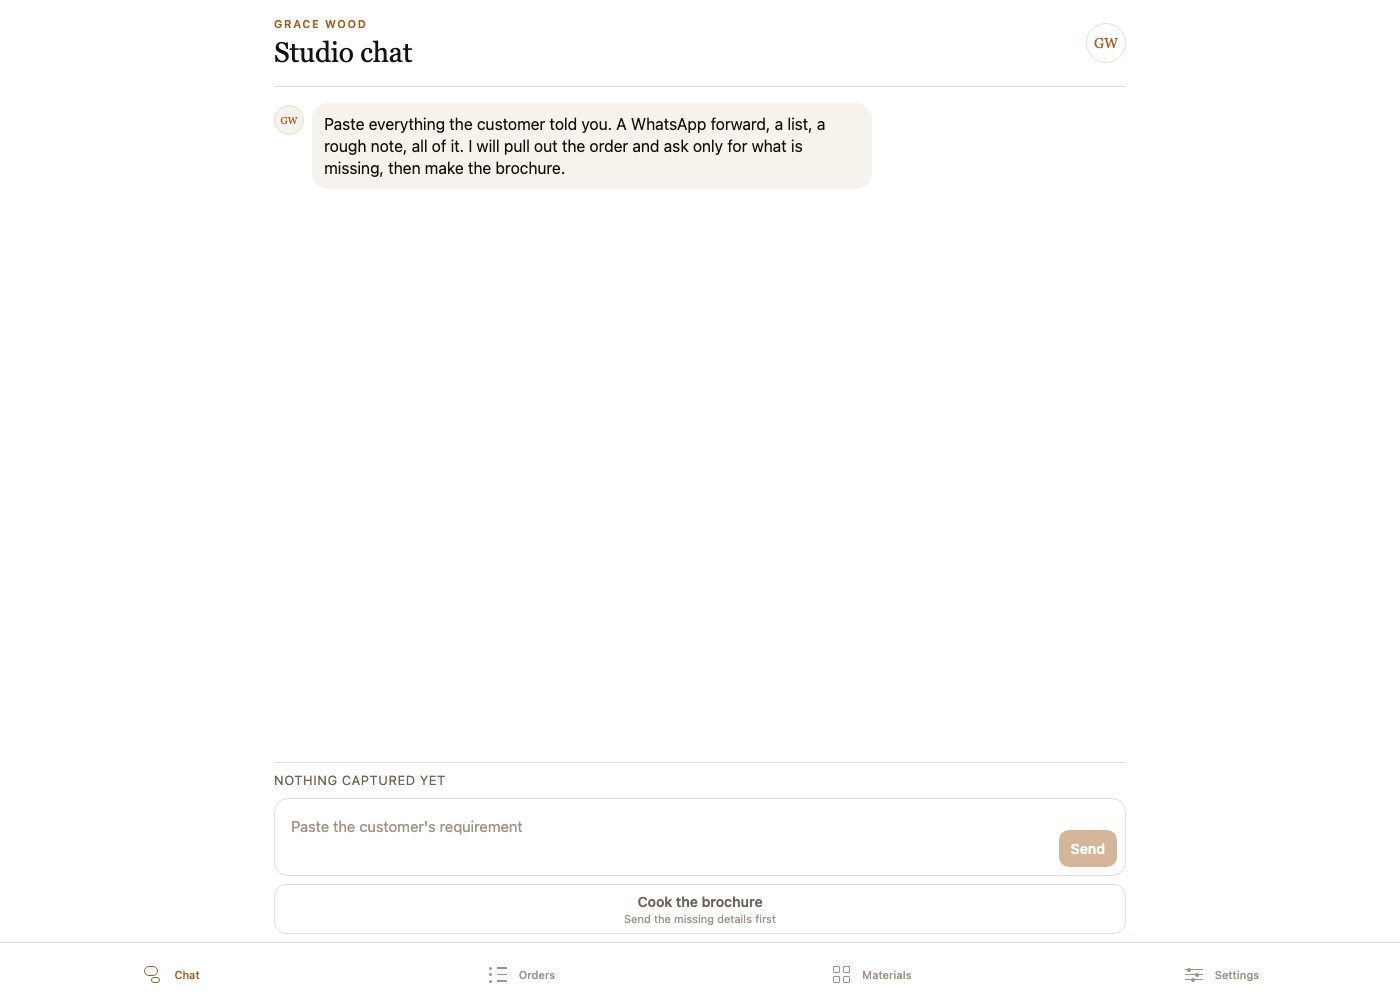 GRACE WOOD
Studio chat
GW
GW
Paste everything the customer told you. A WhatsApp forward, a list, a
rough note, all of it. I will pull out the order and ask only for what is
missing, then make the brochure.
NOTHING CAPTURED YET
Paste the customer's requirement
Send
Cook the brochure
Send the missing details first
Chat
Orders
Materials
Settings